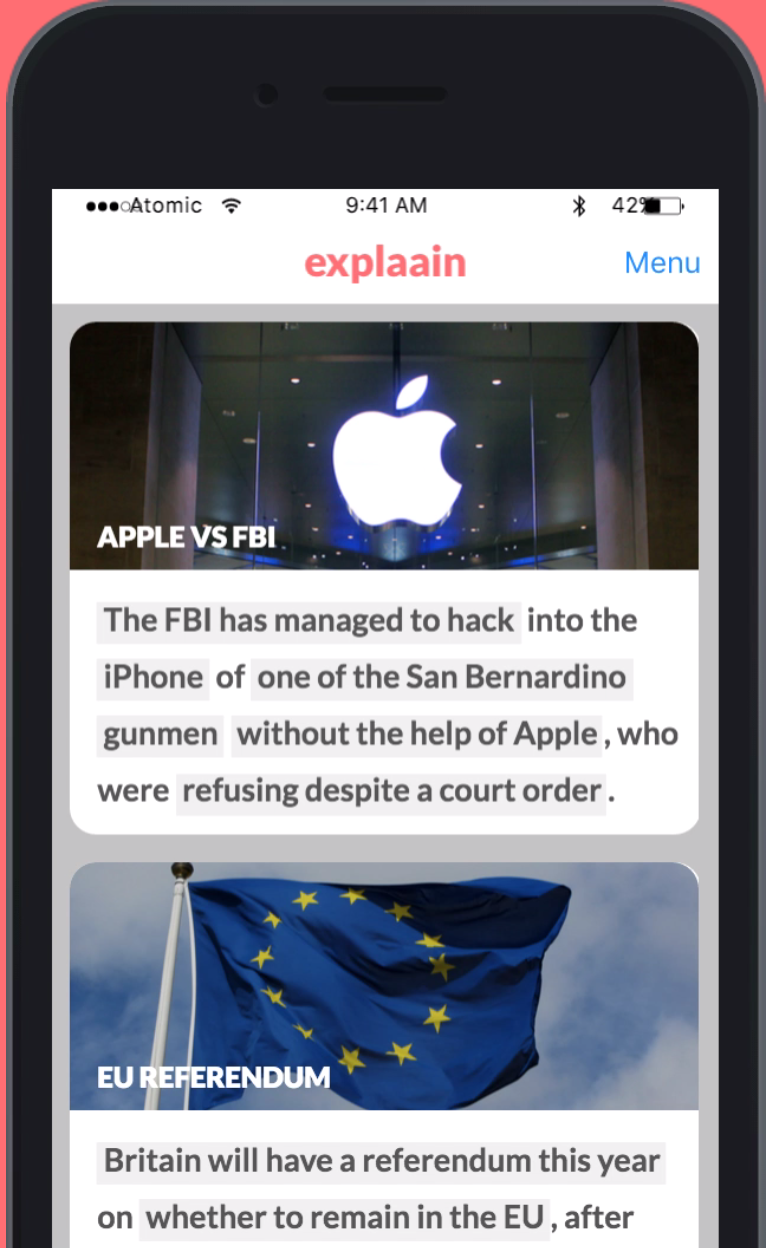 Atomic 9:41 AM 42%
explaain Menu
APPLE VS FBI
The FBI has managed to hack into the
iPhone of one of the San Bernardino
gunmen without the help of Apple, who
were refusing despite a court order.
EU REFERENDUM
Britain will have a referendum this year
on whether to remain in the EU, after